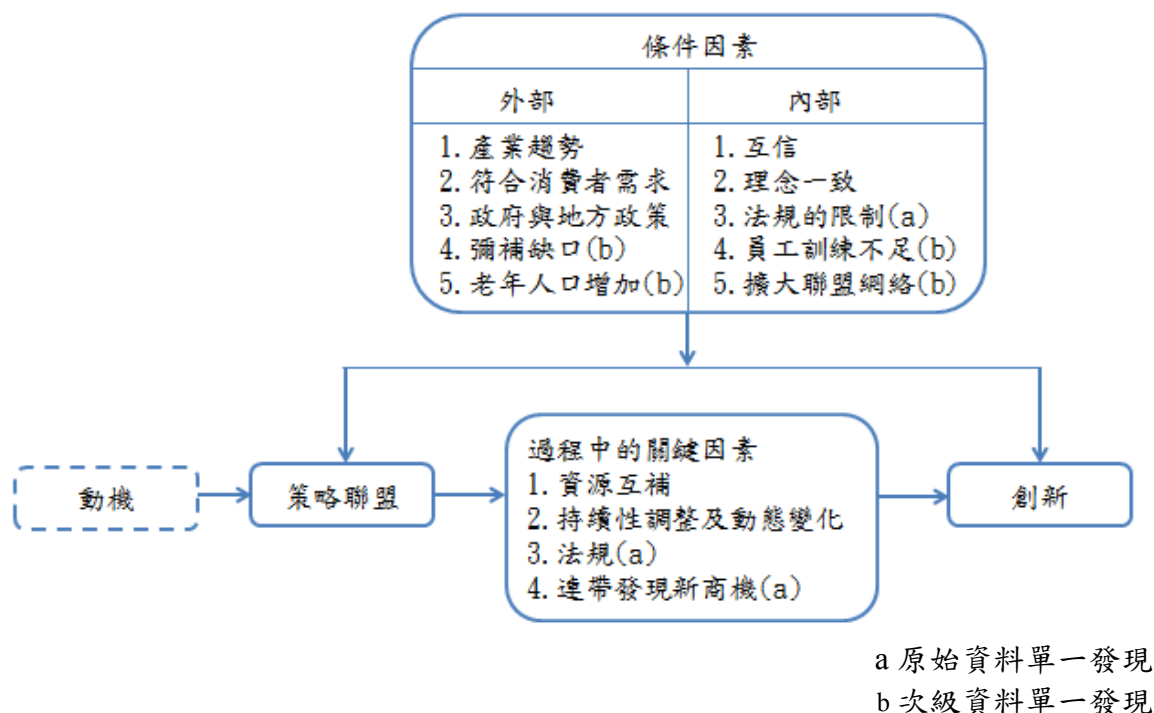 條件因素
外部
內部
1.產業趨勢
2.符合消費者需求
3.政府與地方政策
4.彌補缺口(b)
5.老年人口增加(b)
1.互信
2.理念一致
3.法規的限制(a)
4.員工訓練不足(b)
5.擴大聯盟網絡(b)
動機
策略聯盟
過程中的關鍵因素
1.資源互補
2.持續性調整及動態變化
3.法規(a)
4.連帶發現新商機(a)
創新
a 原始資料單一發現
b 次級資料單一發現